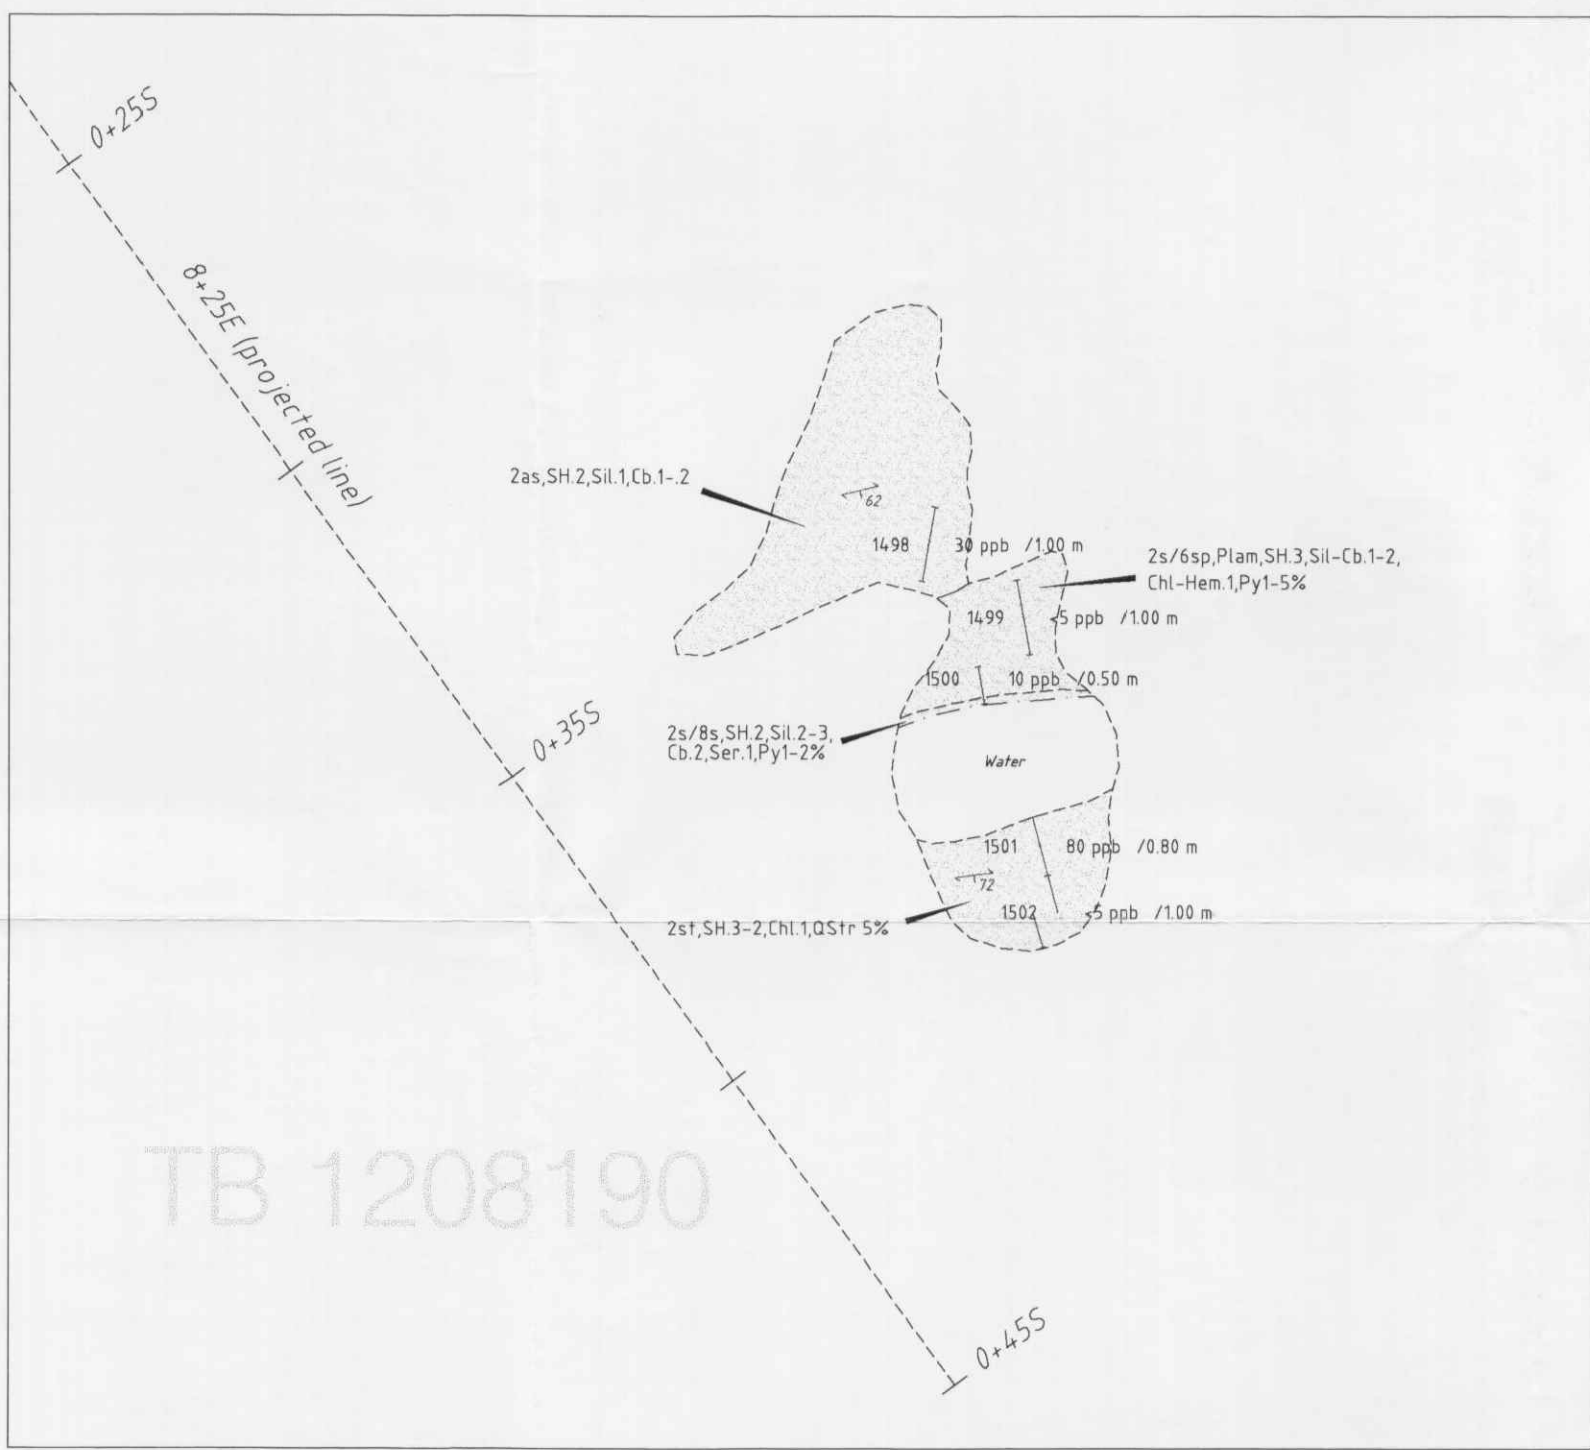 0+25S
8+25E (projected line)
2as,SH.2,Sil.1,Cb.1-.2
62
1498 30 ppb /1.00 m
2s/6sp,Plam,SH.3,Sil-Cb.1-2,
Chl-Hem.1,Py1-5%
1499 <5 ppb /1.00 m
1500 10 ppb /0.50 m
0+35S
2s/8s,SH.2,Sil.2-3,
Cb.2,Ser.1,Py1-2%
Water
1501 80 ppb /0.80 m
72
1502 <5 ppb /1.00 m
2st,SH.3-2,Chl.1,QStr 5%
TB 1208190
0+45S